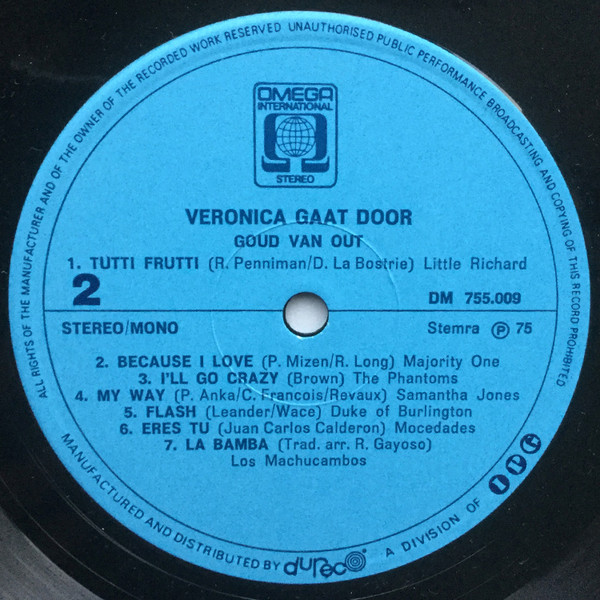 ALL RIGHTS OF THE MANUFACTURER AND OF THE OWNER OF THE RECORDED WORK RESERVED UNAUTHORISED PUBLIC PERFORMANCE BROADCASTING AND COPYING OF THIS RECORD PROHIBITED
OMEGA
INTERNATIONAL
STEREO
VERONICA GAAT DOOR
GOUD VAN OUT
1. TUTTI FRUTTI (R. Penniman/D. La Bostrie) Little Richard
2
DM 755.009
STEREO/MONO
Stemra Ⓟ 75
2. BECAUSE I LOVE (P. Mizen/R. Long) Majority One
3. I'LL GO CRAZY (Brown) The Phantoms
4. MY WAY (P. Anka/C. Francois/Revaux) Samantha Jones
5. FLASH (Leander/Wace) Duke of Burlington
6. ERES TU (Juan Carlos Calderon) Mocedades
7. LA BAMBA (Trad. arr. R. Gayoso)
Los Machucambos
MANUFACTURED AND DISTRIBUTED BY dureco A DIVISION OF